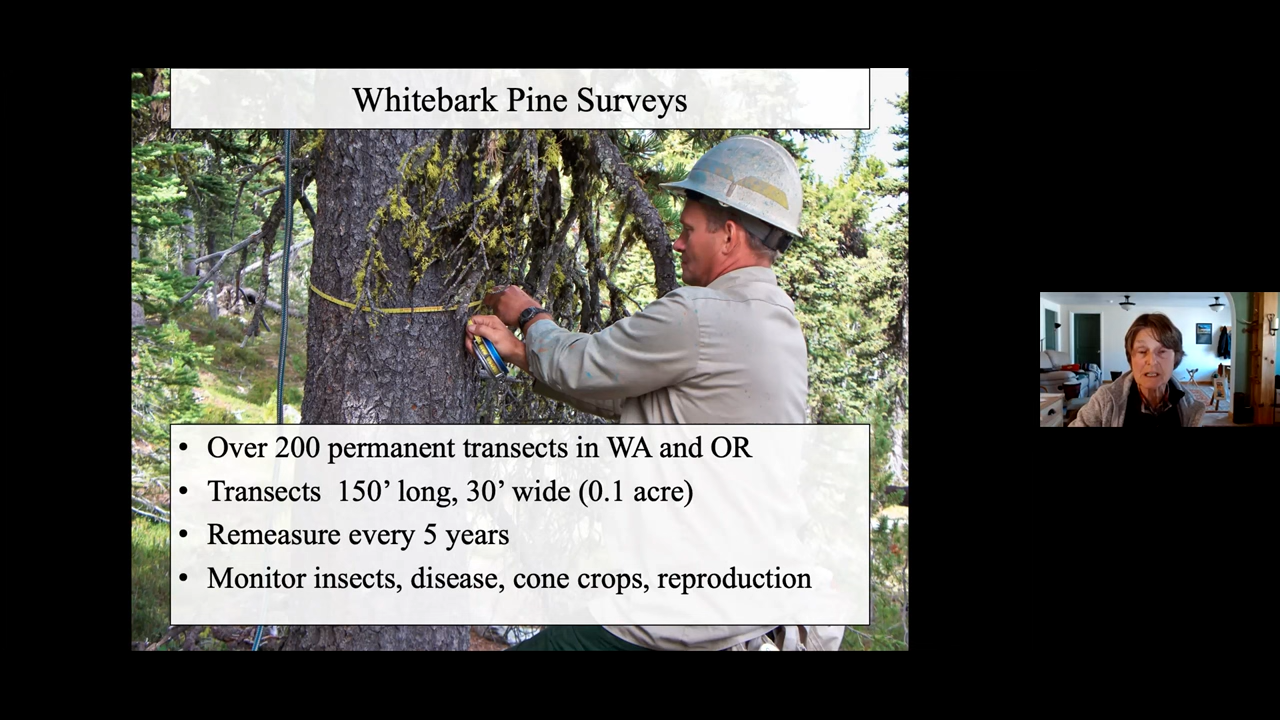 Whitebark Pine Surveys
• Over 200 permanent transects in WA and OR
• Transects 150’ long, 30’ wide (0.1 acre)
• Remeasure every 5 years
• Monitor insects, disease, cone crops, reproduction